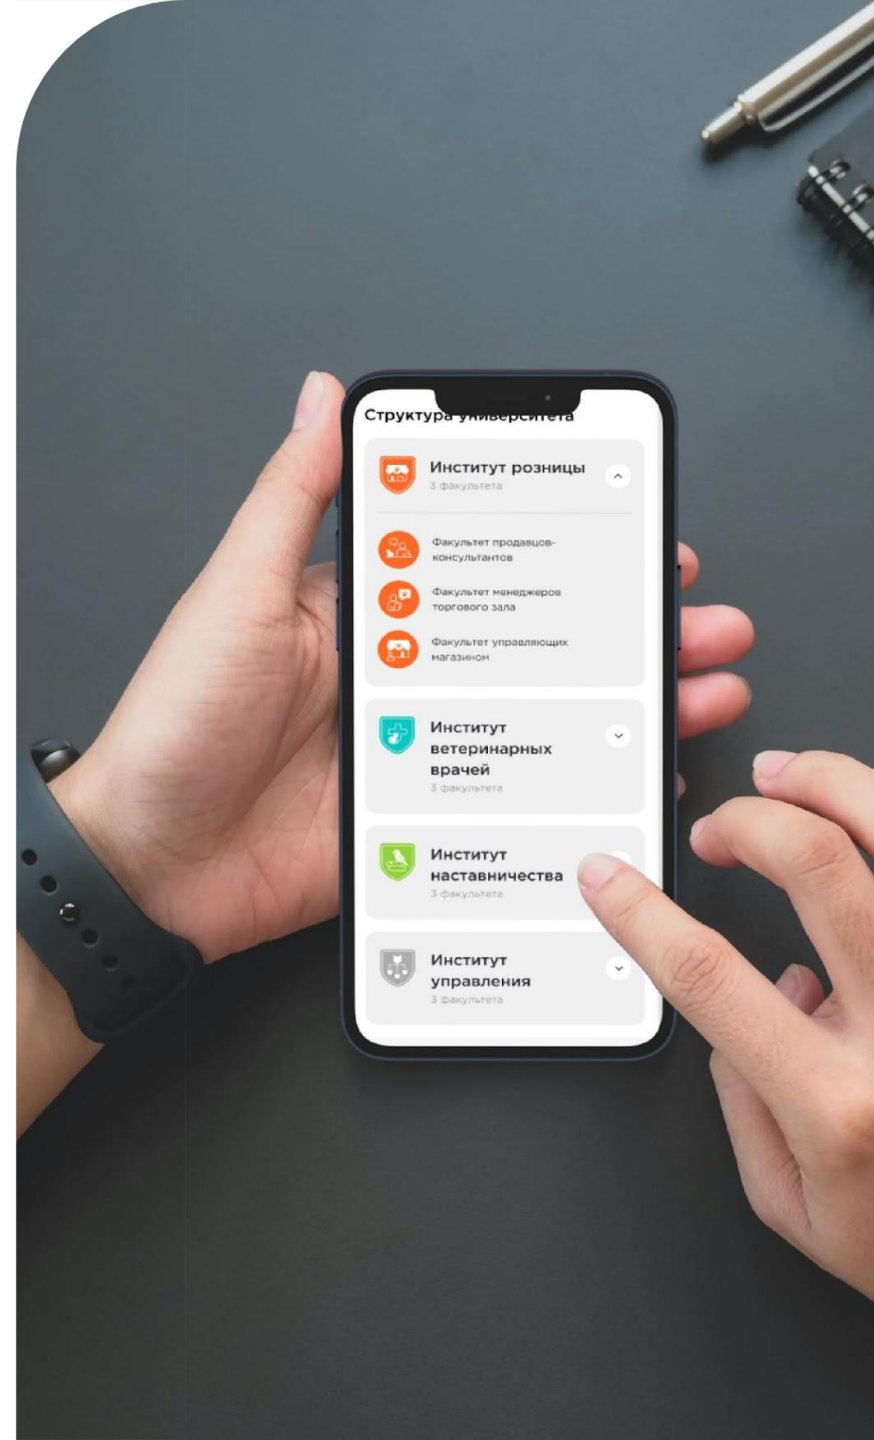 Структура университета
Институт розницы
3 факультета
Факультет продавцов-
консультантов
Факультет менеджеров
торгового зала
Факультет управляющих
магазином
Институт
ветеринарных
врачей
3 факультета
Институт
наставничества
3 факультета
Институт
управления
3 факультета